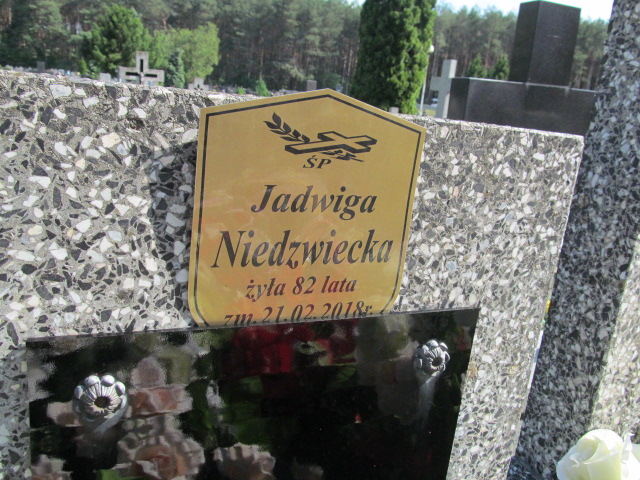 ŚP
Jadwiga
Niedzwiecka
żyła 82 lata
zm.21.02.2018r.